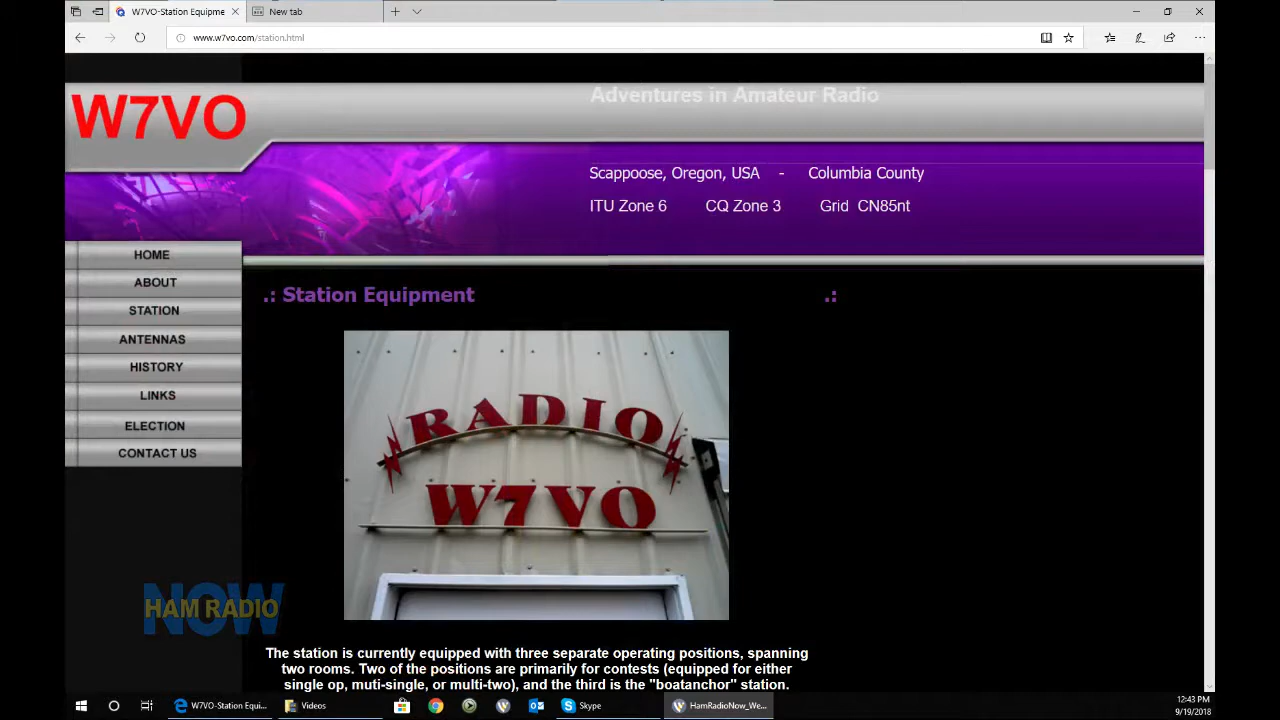 W7VO-Station Equipme
New tab
www.w7vo.com/station.html
W7VO
Adventures in Amateur Radio
Scappoose, Oregon, USA - Columbia County
ITU Zone 6 CQ Zone 3 Grid CN85nt
HOME
ABOUT
STATION
ANTENNAS
HISTORY
LINKS
ELECTION
CONTACT US
.: Station Equipment
.:
RADIO
W7VO
NOW
HAM RADIO
The station is currently equipped with three separate operating positions, spanning
two rooms. Two of the positions are primarily for contests (equipped for either
single op, muti-single, or multi-two), and the third is the "boatanchor" station.
W7VO-Station Equi...
Videos
Skype
HamRadioNow_We...
12:43 PM
9/19/2018